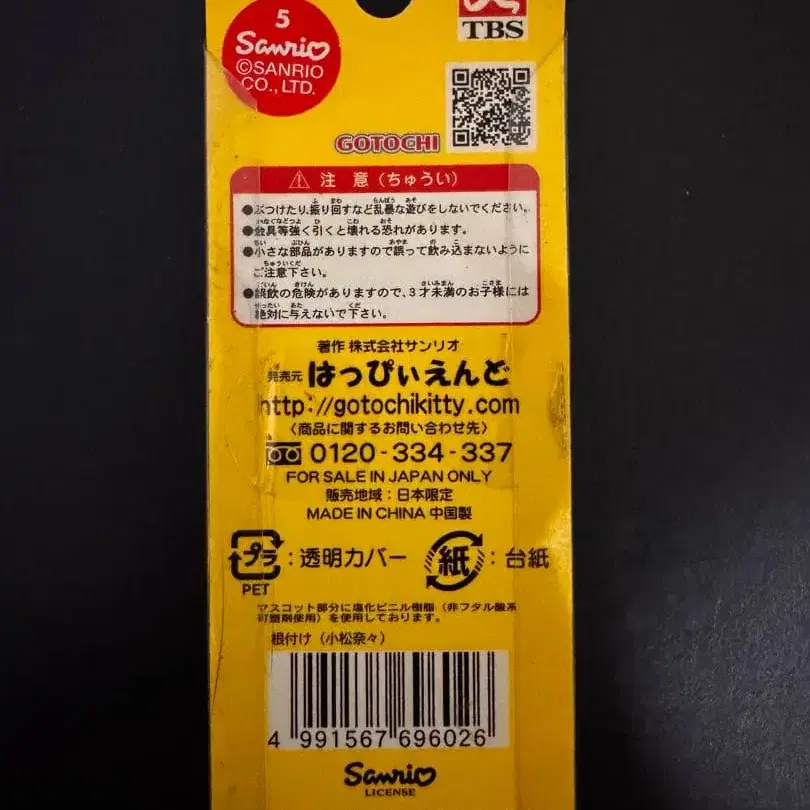 5
Sanrio
©SANRIO
CO., LTD.
TBS
GOTOCHI
注 意 (ちゅうい)
●ぶつけたり、振り回すなど乱暴な遊びをしないでください。
●金具等強く引くと壊れる恐れがあります。
●小さな部品がありますので誤って飲み込まないように
ご注意下さい。
●誤飲の危険がありますので、3才未満のお子様には
絶対に与えないで下さい。
著作 株式会社サンリオ
発売元 はっぴぃえんど
http://gotochikitty.com
〈商品に関するお問い合わせ先〉
0120-334-337
FOR SALE IN JAPAN ONLY
販売地域:日本限定
MADE IN CHINA 中国製
プラ:透明カバー 紙:台紙
PET
マスコット部分に塩化ビニル樹脂(非フタル酸系
可塑剤使用)を使用しております。
根付け(小松奈々)
4 991567 696026
Sanrio
LICENSE